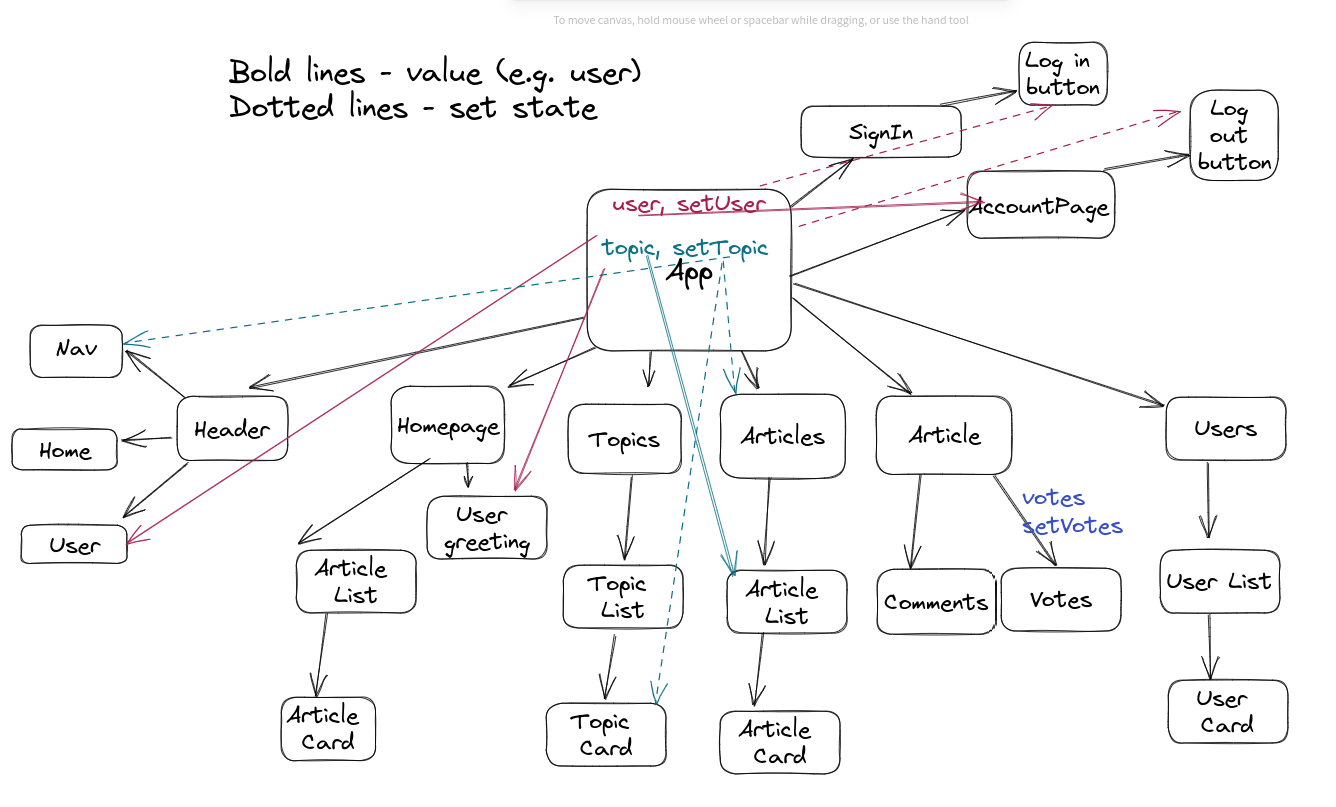 To move canvas, hold mouse wheel or spacebar while dragging, or use the hand tool
Bold lines - value (e.g. user)
Dotted lines - set state
Log in
button
SignIn
Log
out
button
AccountPage
user, setUser
topic, setTopic
App
Nav
Header
Home
User
Homepage
User
greeting
Article
List
Article
Card
Topics
Topic
List
Topic
Card
Articles
Article
List
Article
Card
Article
votes
setVotes
Comments
Votes
Users
User List
User
Card